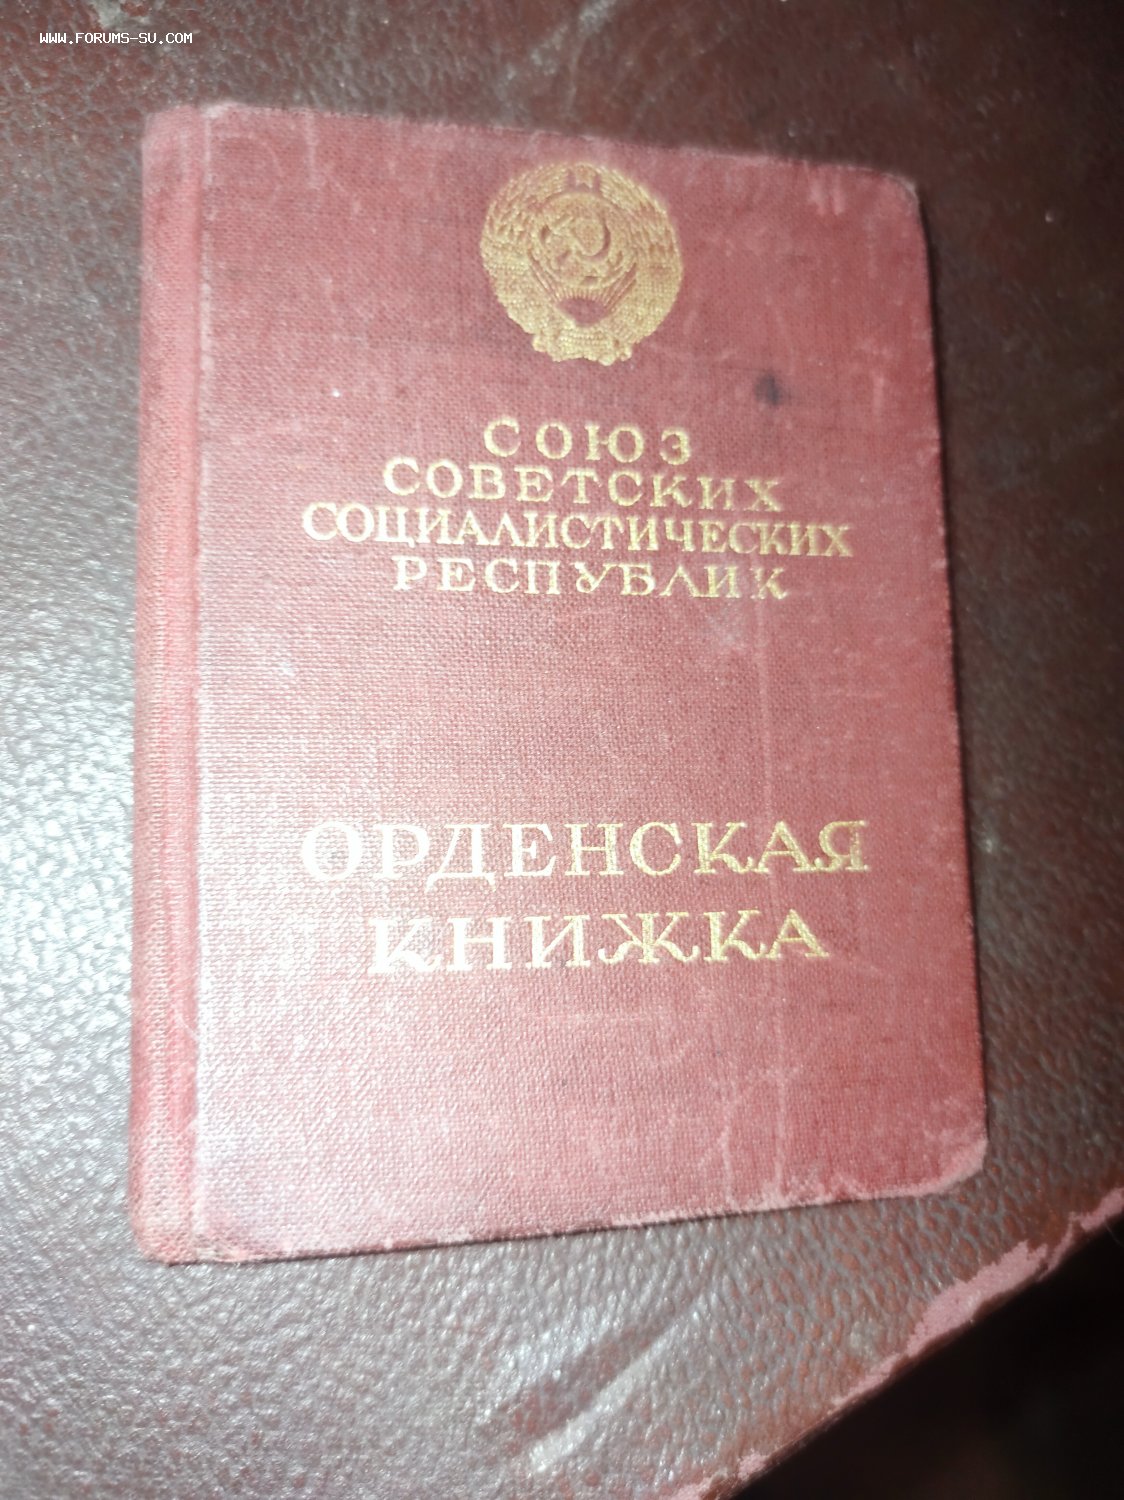 WWW.FORUMS-SU.COM
СОЮЗ
СОВЕТСКИХ
СОЦИАЛИСТИЧЕСКИХ
РЕСПУБЛИК
ОРДЕНСКАЯ
КНИЖКА